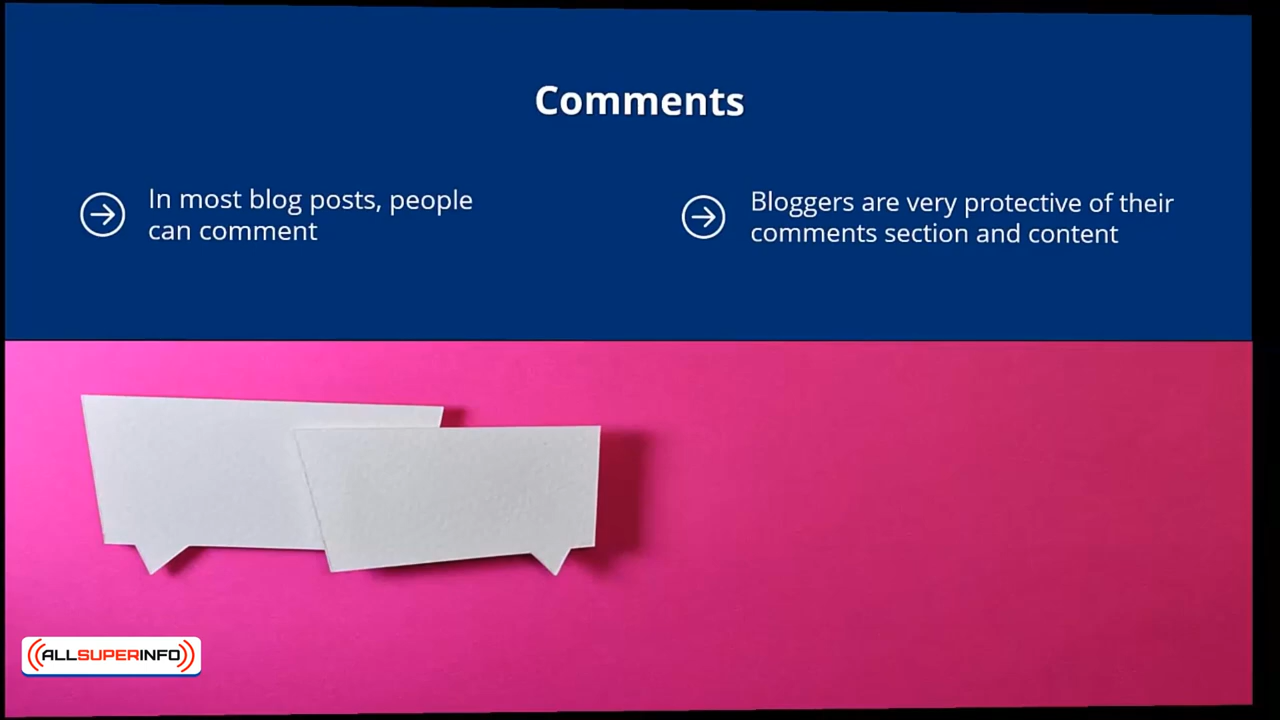 Comments
In most blog posts, people
can comment
Bloggers are very protective of their
comments section and content
ALLSUPERINFO